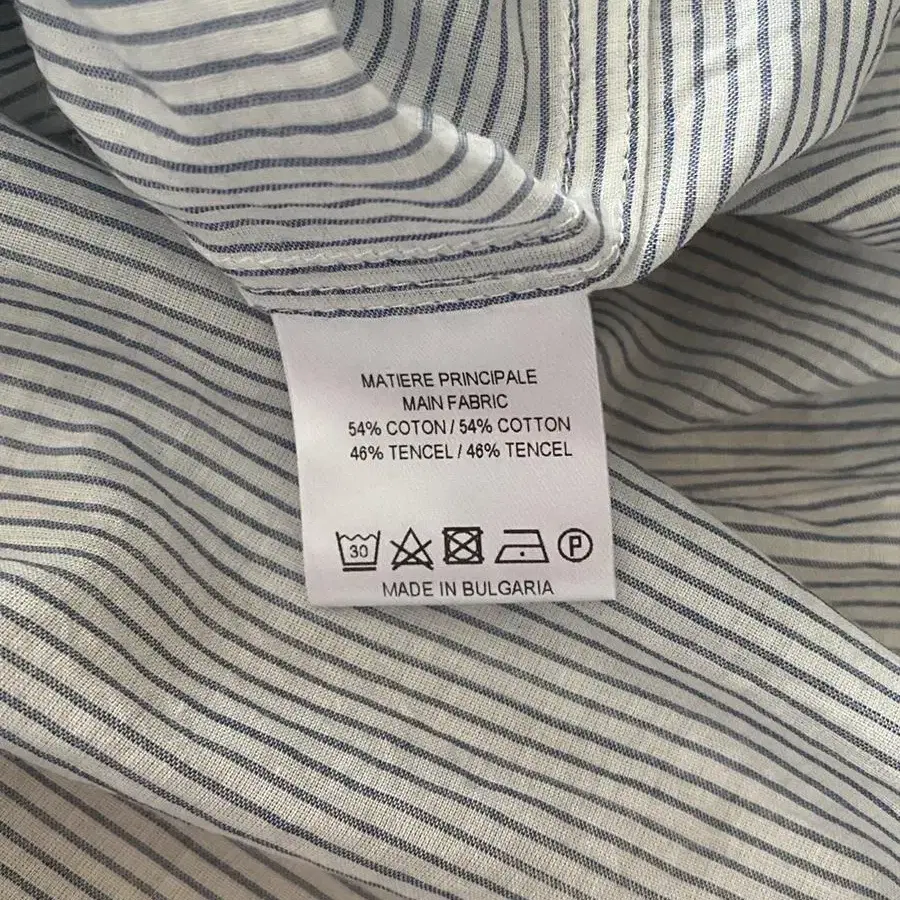 MATIERE PRINCIPALE
MAIN FABRIC
54% COTON / 54% COTTON
46% TENCEL / 46% TENCEL
30 P
MADE IN BULGARIA